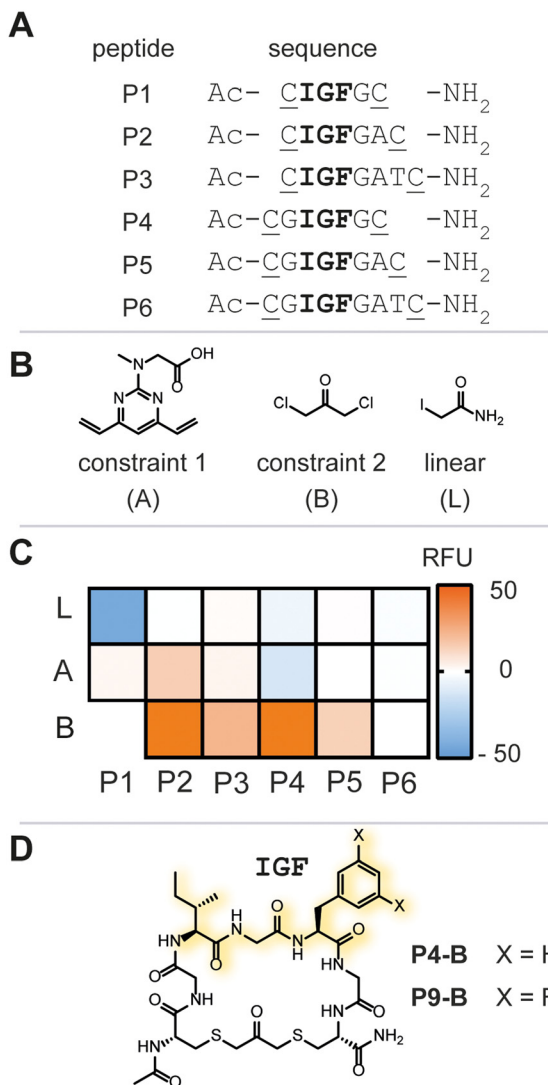 A
peptide sequence
P1 Ac- CIGFGC -NH2
P2 Ac- CIGFGAC -NH2
P3 Ac- CIGFGATC -NH2
P4 Ac-CGIGFGC -NH2
P5 Ac-CGIGFGAC -NH2
P6 Ac-CGIGFGATC-NH2
B
N OH
O
N N
O
Cl Cl
O
I NH2
constraint 1 constraint 2 linear
(A) (B) (L)
C
RFU
50
0
- 50
L
A
B
P1 P2 P3 P4 P5 P6
D
IGF
X
X
O
H
N
N
H
O
HN
O
NH
O
HN
O
P4-B X = H
P9-B X = F
NH
O
O
HN
NH2
O
S
S
O
N
H
O